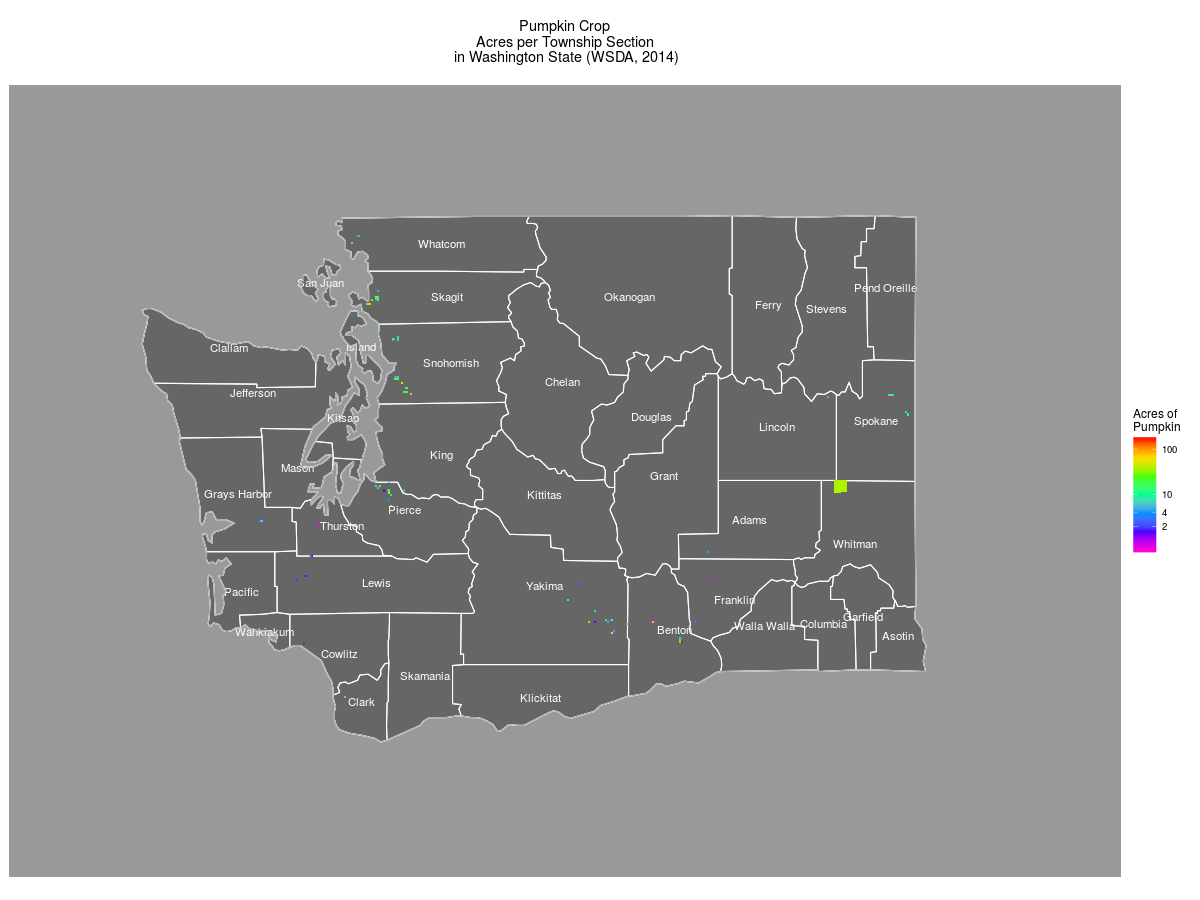 Pumpkin Crop
Acres per Township Section
in Washington State (WSDA, 2014)
Whatcom
San Juan
Skagit
Okanogan
Ferry
Stevens
Pend Oreille
Clallam
Island
Snohomish
Chelan
Jefferson
Kitsap
Douglas
Lincoln
Spokane
King
Mason
Grant
Grays Harbor
Kittitas
Pierce
Thurston
Adams
Whitman
Pacific
Lewis
Yakima
Franklin
Walla Walla
Columbia
Garfield
Asotin
Wahkiakum
Benton
Cowlitz
Skamania
Clark
Klickitat
Acres of
Pumpkin
100
10
4
2